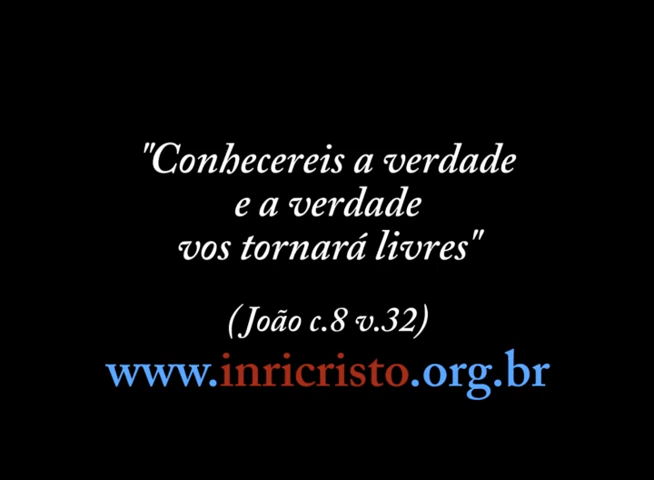 "Conhecereis a verdade
e a verdade
vos tornará livres"
(João c.8 v.32)
www.inricristo.org.br